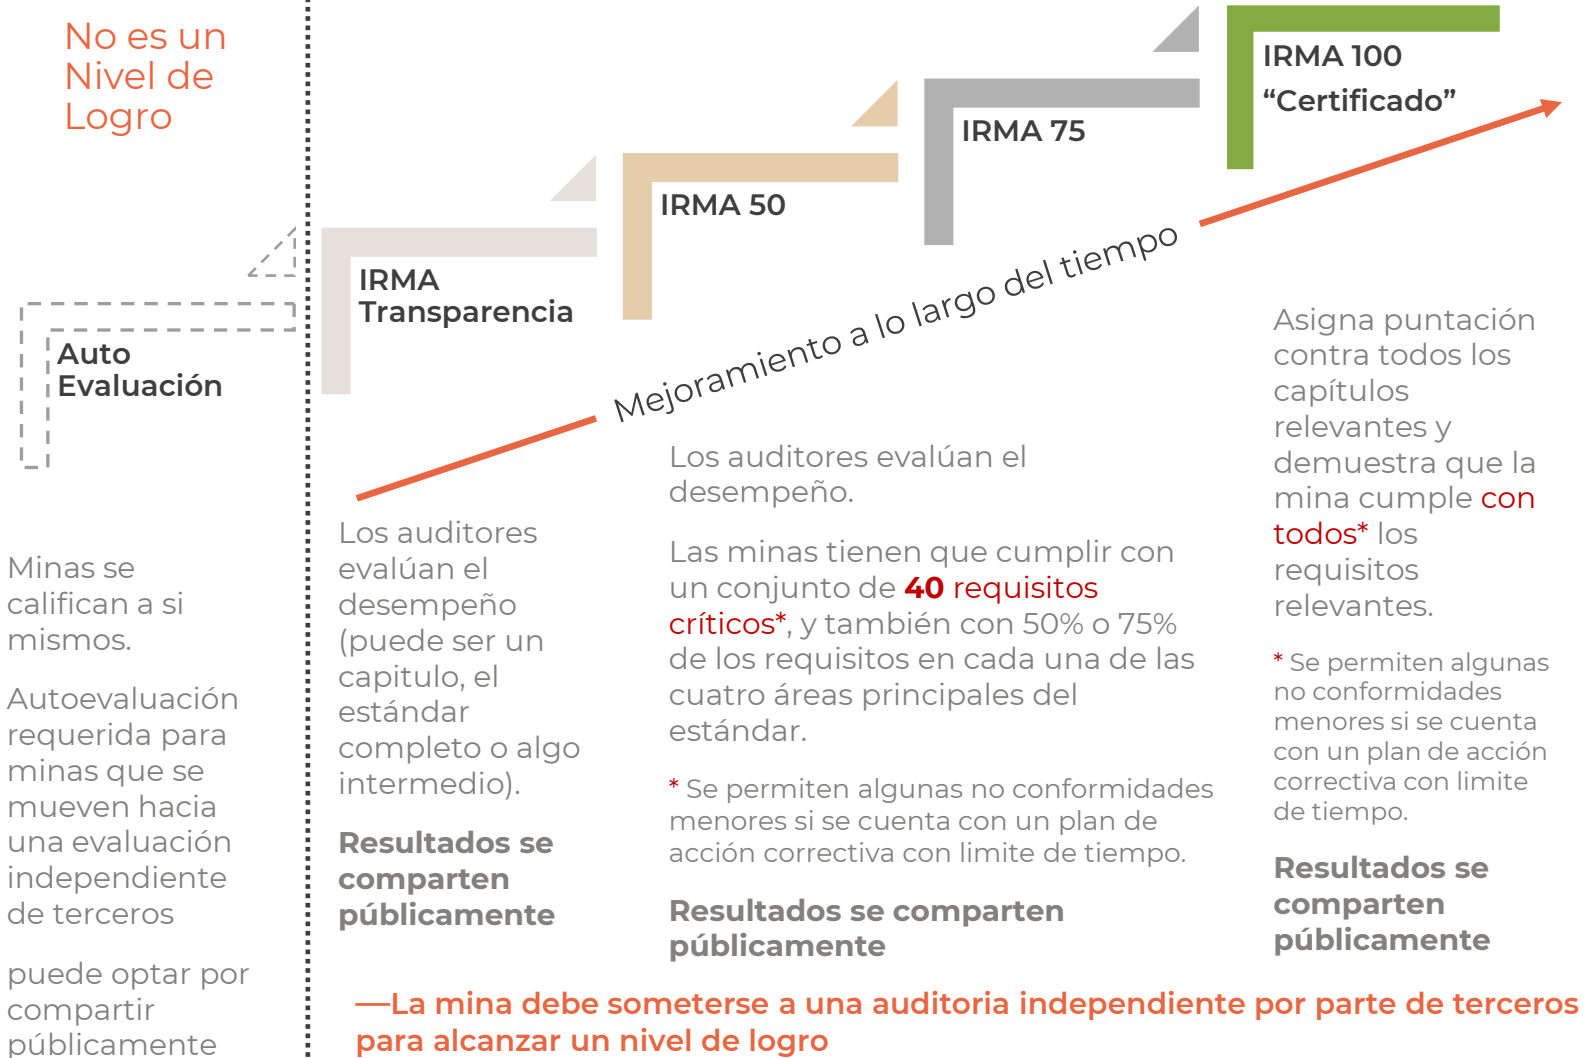 No es un
Nivel de
Logro
Auto
Evaluación
Minas se
califican a si
mismos.
Autoevaluación
requerida para
minas que se
mueven hacia
una evaluación
independiente
de terceros
puede optar por
compartir
públicamente
IRMA
Transparencia
Los auditores
evalúan el
desempeño
(puede ser un
capitulo, el
estándar
completo o algo
intermedio).
Resultados se
comparten
públicamente
IRMA 50
IRMA 75
Mejoramiento a lo largo del tiempo
Los auditores evalúan el
desempeño.
Las minas tienen que cumplir con
un conjunto de 40 requisitos
críticos*, y también con 50% o 75%
de los requisitos en cada una de las
cuatro áreas principales del
estándar.
* Se permiten algunas no conformidades
menores si se cuenta con un plan de
acción correctiva con limite de tiempo.
Resultados se comparten
públicamente
IRMA 100
“Certificado”
Asigna puntación
contra todos los
capítulos
relevantes y
demuestra que la
mina cumple con
todos* los
requisitos
relevantes.
* Se permiten algunas
no conformidades
menores si se cuenta
con un plan de acción
correctiva con limite
de tiempo.
Resultados se
comparten
públicamente
—La mina debe someterse a una auditoria independiente por parte de terceros
para alcanzar un nivel de logro